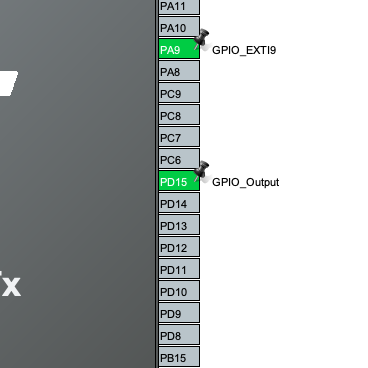 PA11
PA10
PA9 GPIO_EXTI9
PA8
PC9
PC8
PC7
PC6
PD15 GPIO_Output
PD14
PD13
PD12
PD11
PD10
x
PD9
PD8
PB15